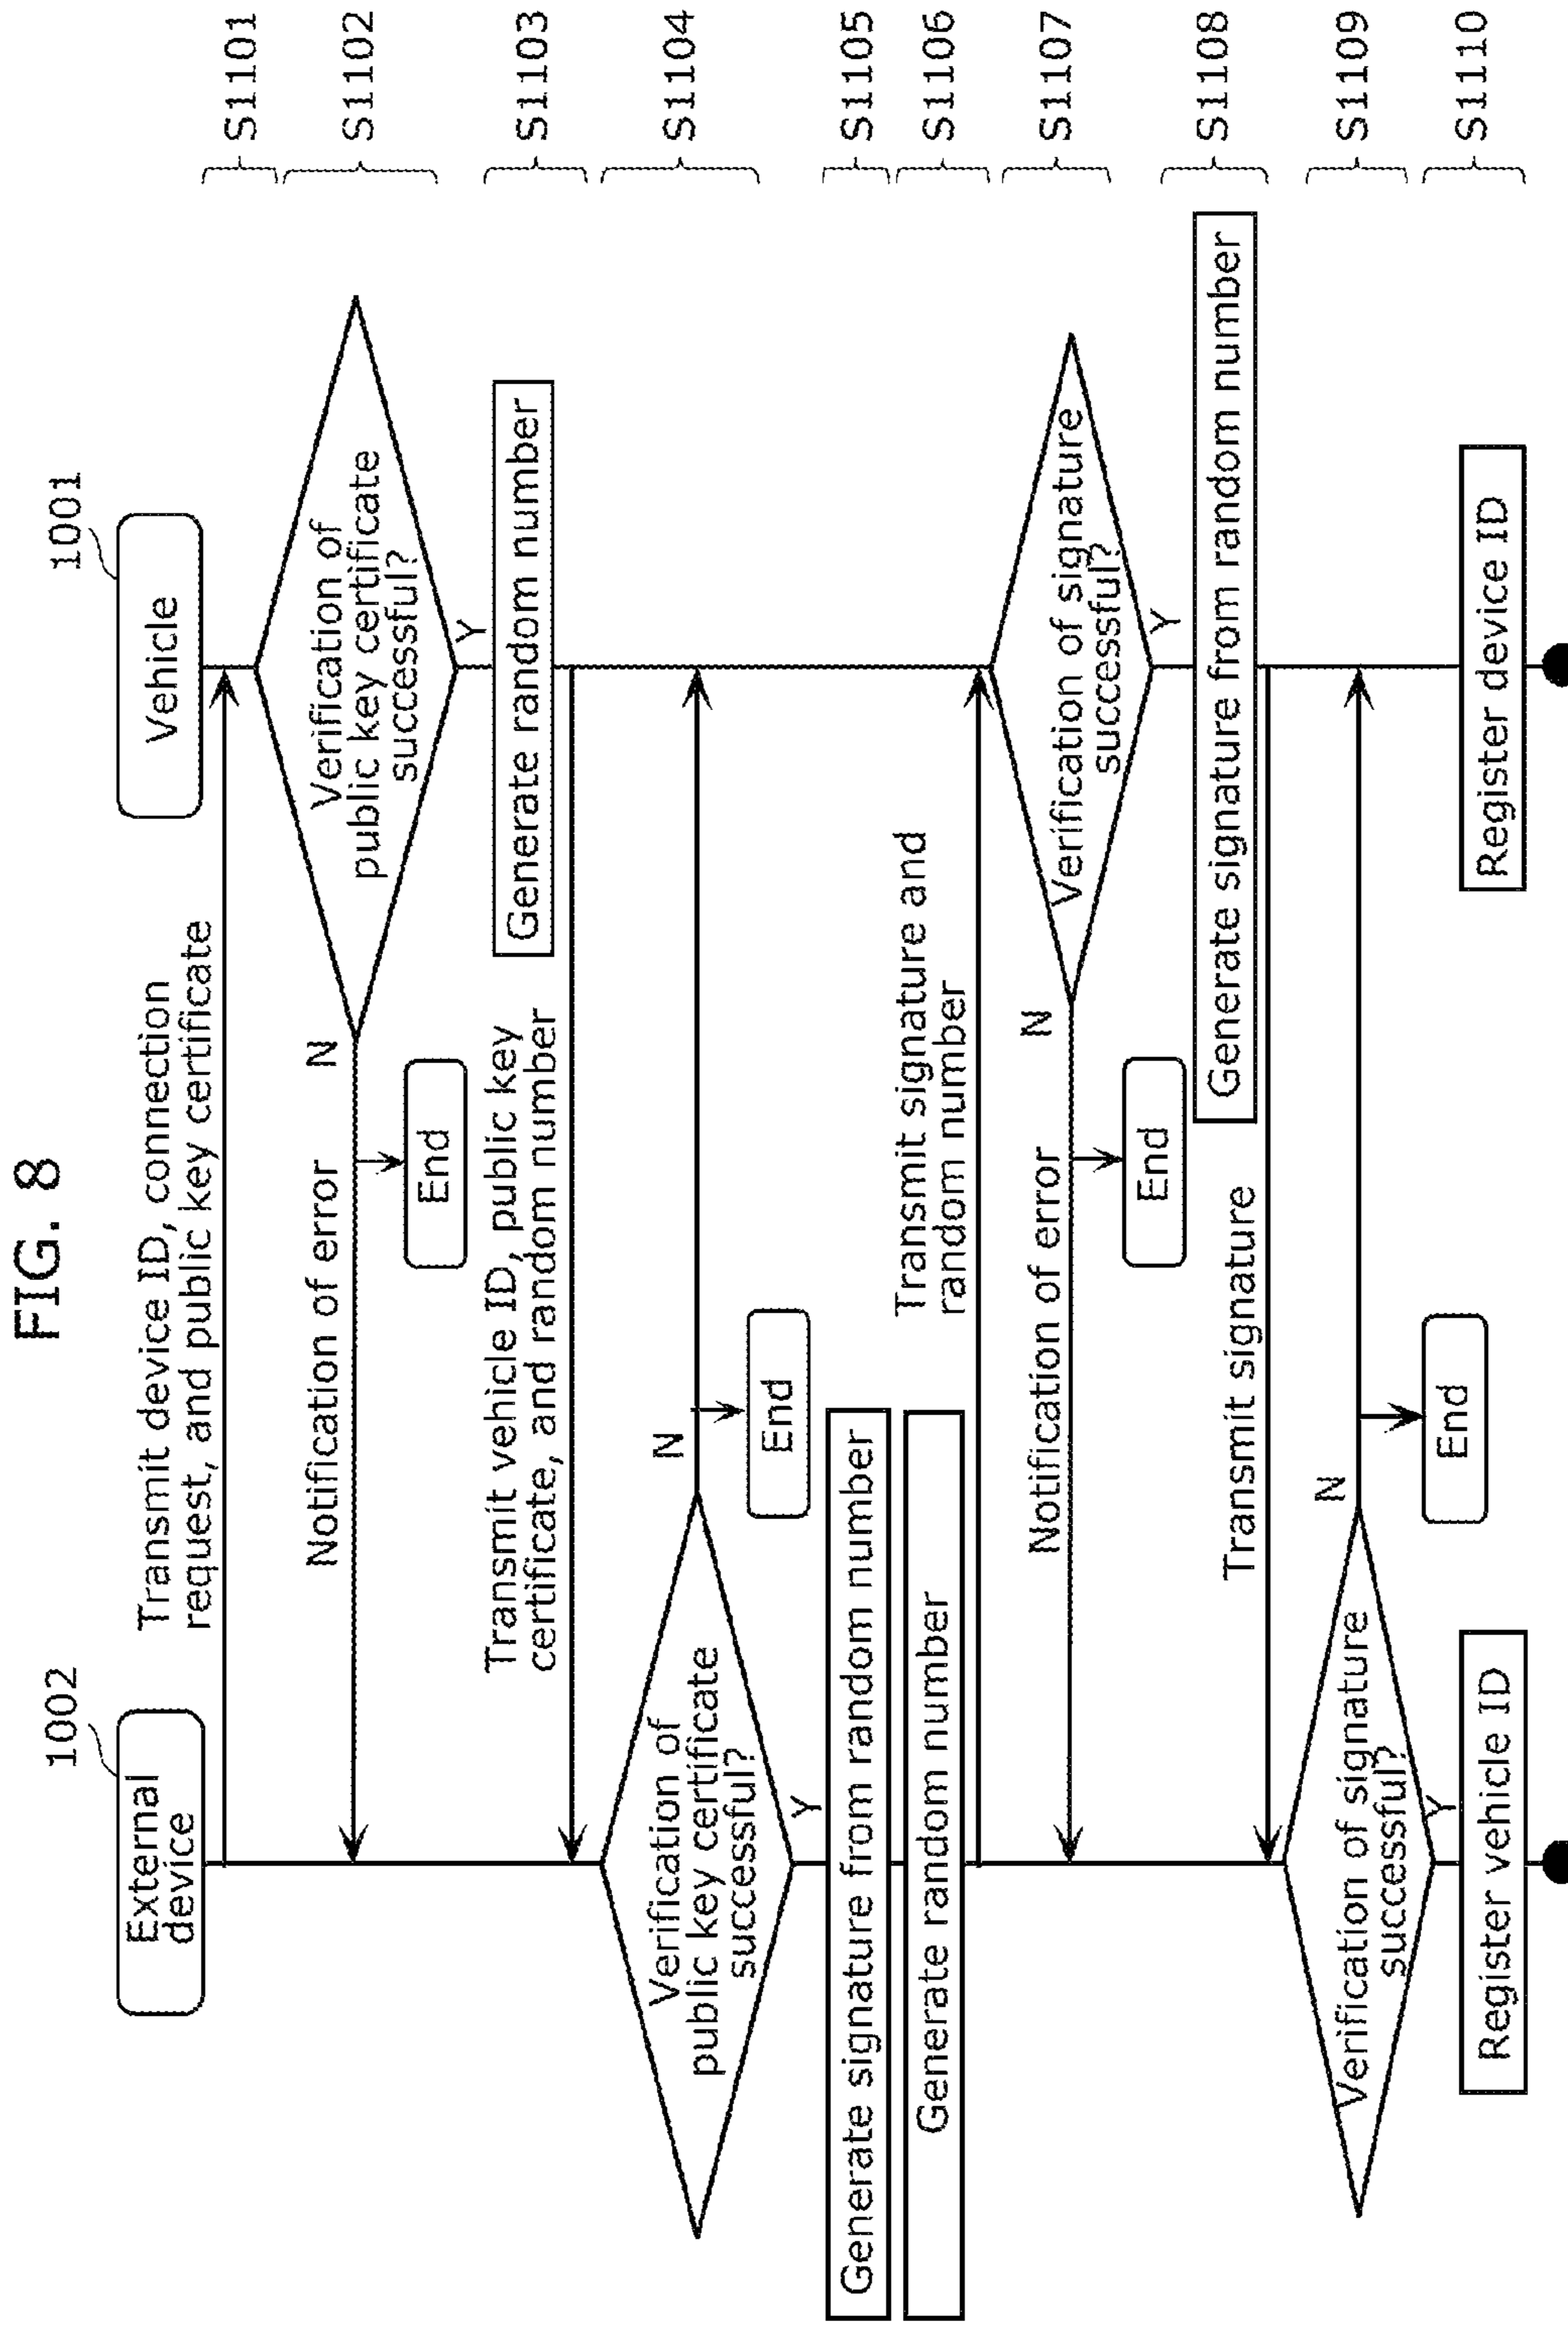 FIG. 8
1002
External
device
1001
Vehicle
Transmit device ID, connection
request, and public key certificate
S1101
Verification of
public key certificate
successful?
N
Notification of error
End
Y
S1102
Generate random number
Transmit vehicle ID, public key
certificate, and random number
S1103
Verification of
public key certificate
successful?
N
End
Y
S1104
Generate signature from random number
S1105
Generate random number
Transmit signature and
random number
S1106
Verification of signature
successful?
N
Notification of error
End
Y
S1107
Generate signature from random number
Transmit signature
S1108
Verification of signature
successful?
N
End
Y
S1109
Register vehicle ID
Register device ID
S1110